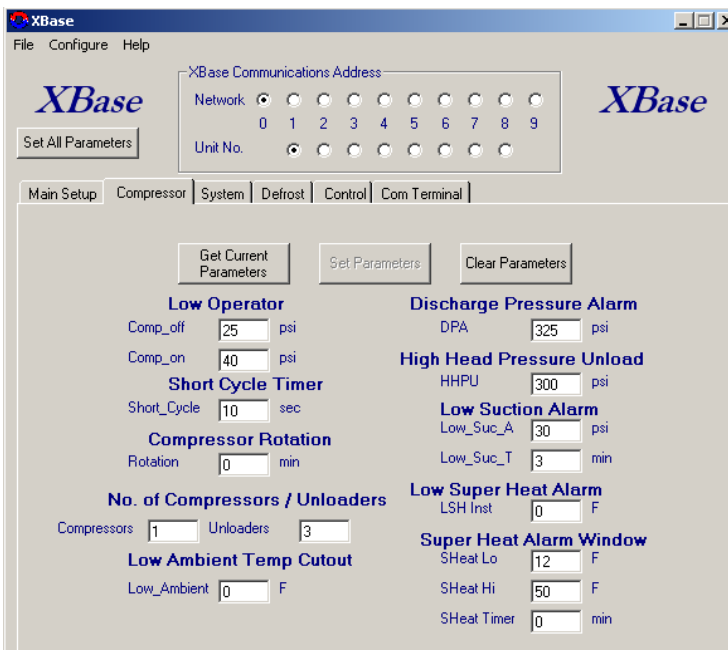 XBase
File Configure Help
XBase Communications Address
XBase
XBase
Network
0 1 2 3 4 5 6 7 8 9
Set All Parameters
Unit No.
Main Setup Compressor System Defrost Control Com Terminal
Get Current Parameters
Set Parameters
Clear Parameters
Low Operator
Comp_off 25 psi
Comp_on 40 psi
Short Cycle Timer
Short_Cycle 10 sec
Compressor Rotation
Rotation 0 min
No. of Compressors / Unloaders
Compressors 1 Unloaders 3
Low Ambient Temp Cutout
Low_Ambient 0 F
Discharge Pressure Alarm
DPA 325 psi
High Head Pressure Unload
HHPU 300 psi
Low Suction Alarm
Low_Suc_A 30 psi
Low_Suc_T 3 min
Low Super Heat Alarm
LSH Inst 0 F
Super Heat Alarm Window
SHeat Lo 12 F
SHeat Hi 50 F
SHeat Timer 0 min